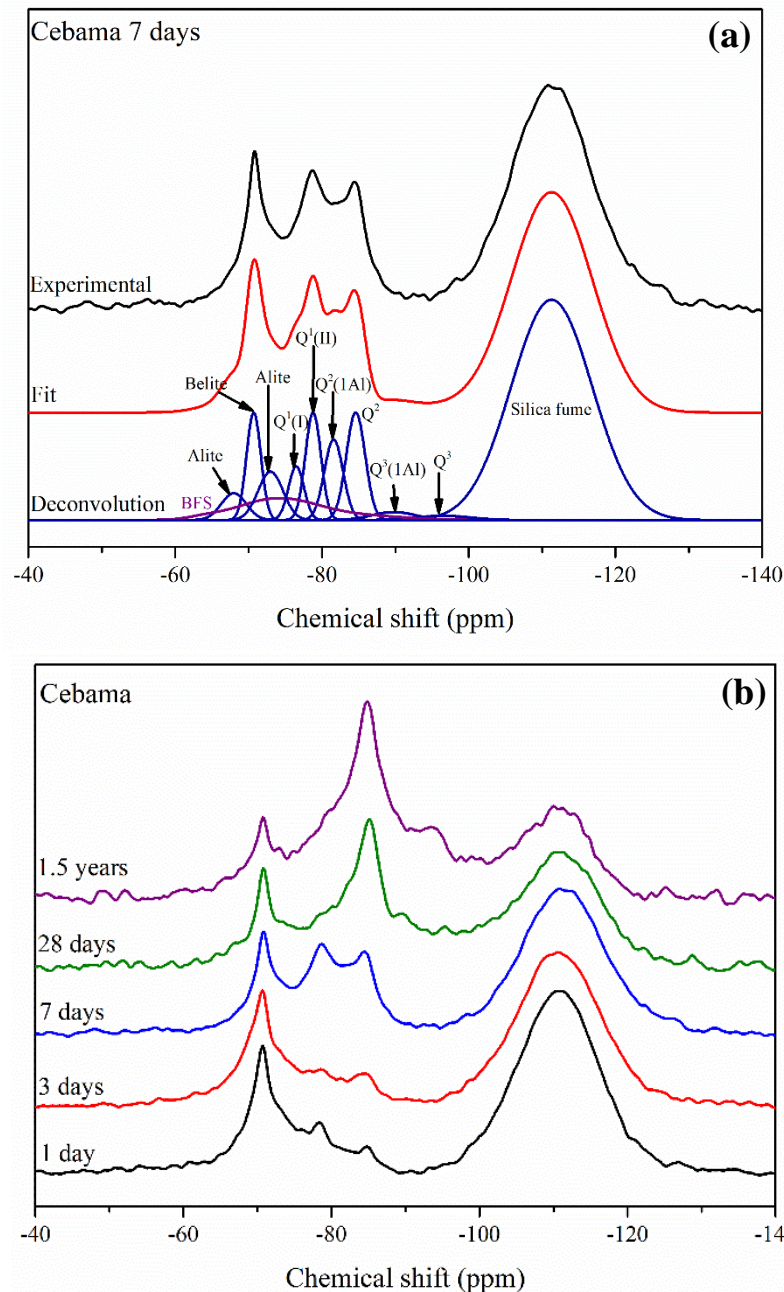 Cebama 7 days
(a)
Experimental
Q¹(II)
Fit
Belite
Alite
Q²(1Al)
Q¹(I)
Q²
Silica fume
Alite
Q³(1Al)
Q³
Deconvolution
BFS
-40 -60 -80 -100 -120 -140
Chemical shift (ppm)
Cebama
(b)
1.5 years
28 days
7 days
3 days
1 day
-40 -60 -80 -100 -120 -14
Chemical shift (ppm)